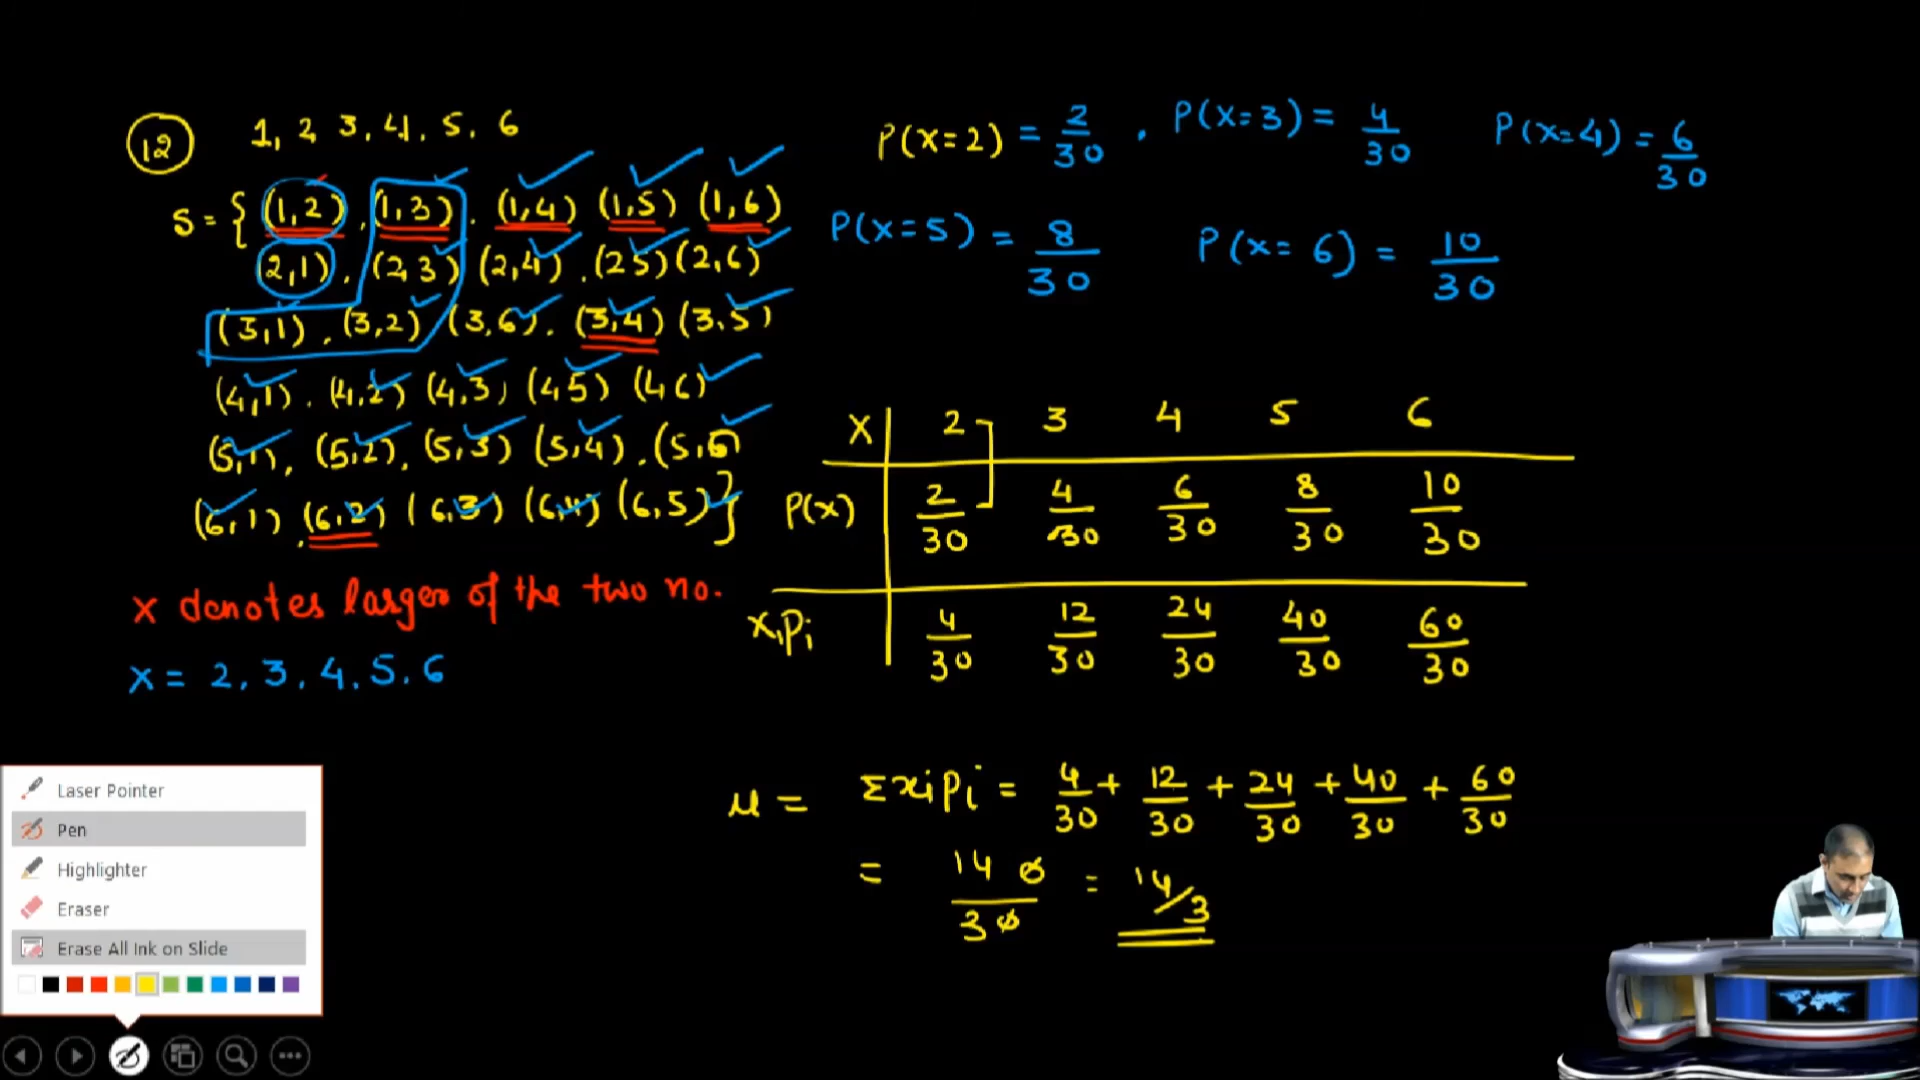 12 1, 2, 3, 4, 5, 6
S = { (1,2), (1,3), (1,4) (1,5) (1,6)
(2,1), (2,3) (2,4), (25) (2,6)
(3,1), (3,2) (3,6), (3,4) (3,5)
(4,1), (4,2) (4,3) (4,5) (4 6)
(5,1), (5,2), (5,3) (5,4), (5,6)
(6,1), (6,2) (6,3) (6,4) (6,5) }
x denotes larger of the two no.
x = 2, 3, 4, 5, 6
P(x=2) = 2/30 , P(x=3) = 4/30 P(x=4) = 6/30
P(x=5) = 8/30 P(x=6) = 10/30
X 2 3 4 5 6
P(x) 2/30 4/30 6/30 8/30 10/30
xipi 4/30 12/30 24/30 40/30 60/30
μ = Σxipi = 4/30 + 12/30 + 24/30 + 40/30 + 60/30
= 140/30 = 14/3
Laser Pointer
Pen
Highlighter
Eraser
Erase All Ink on Slide